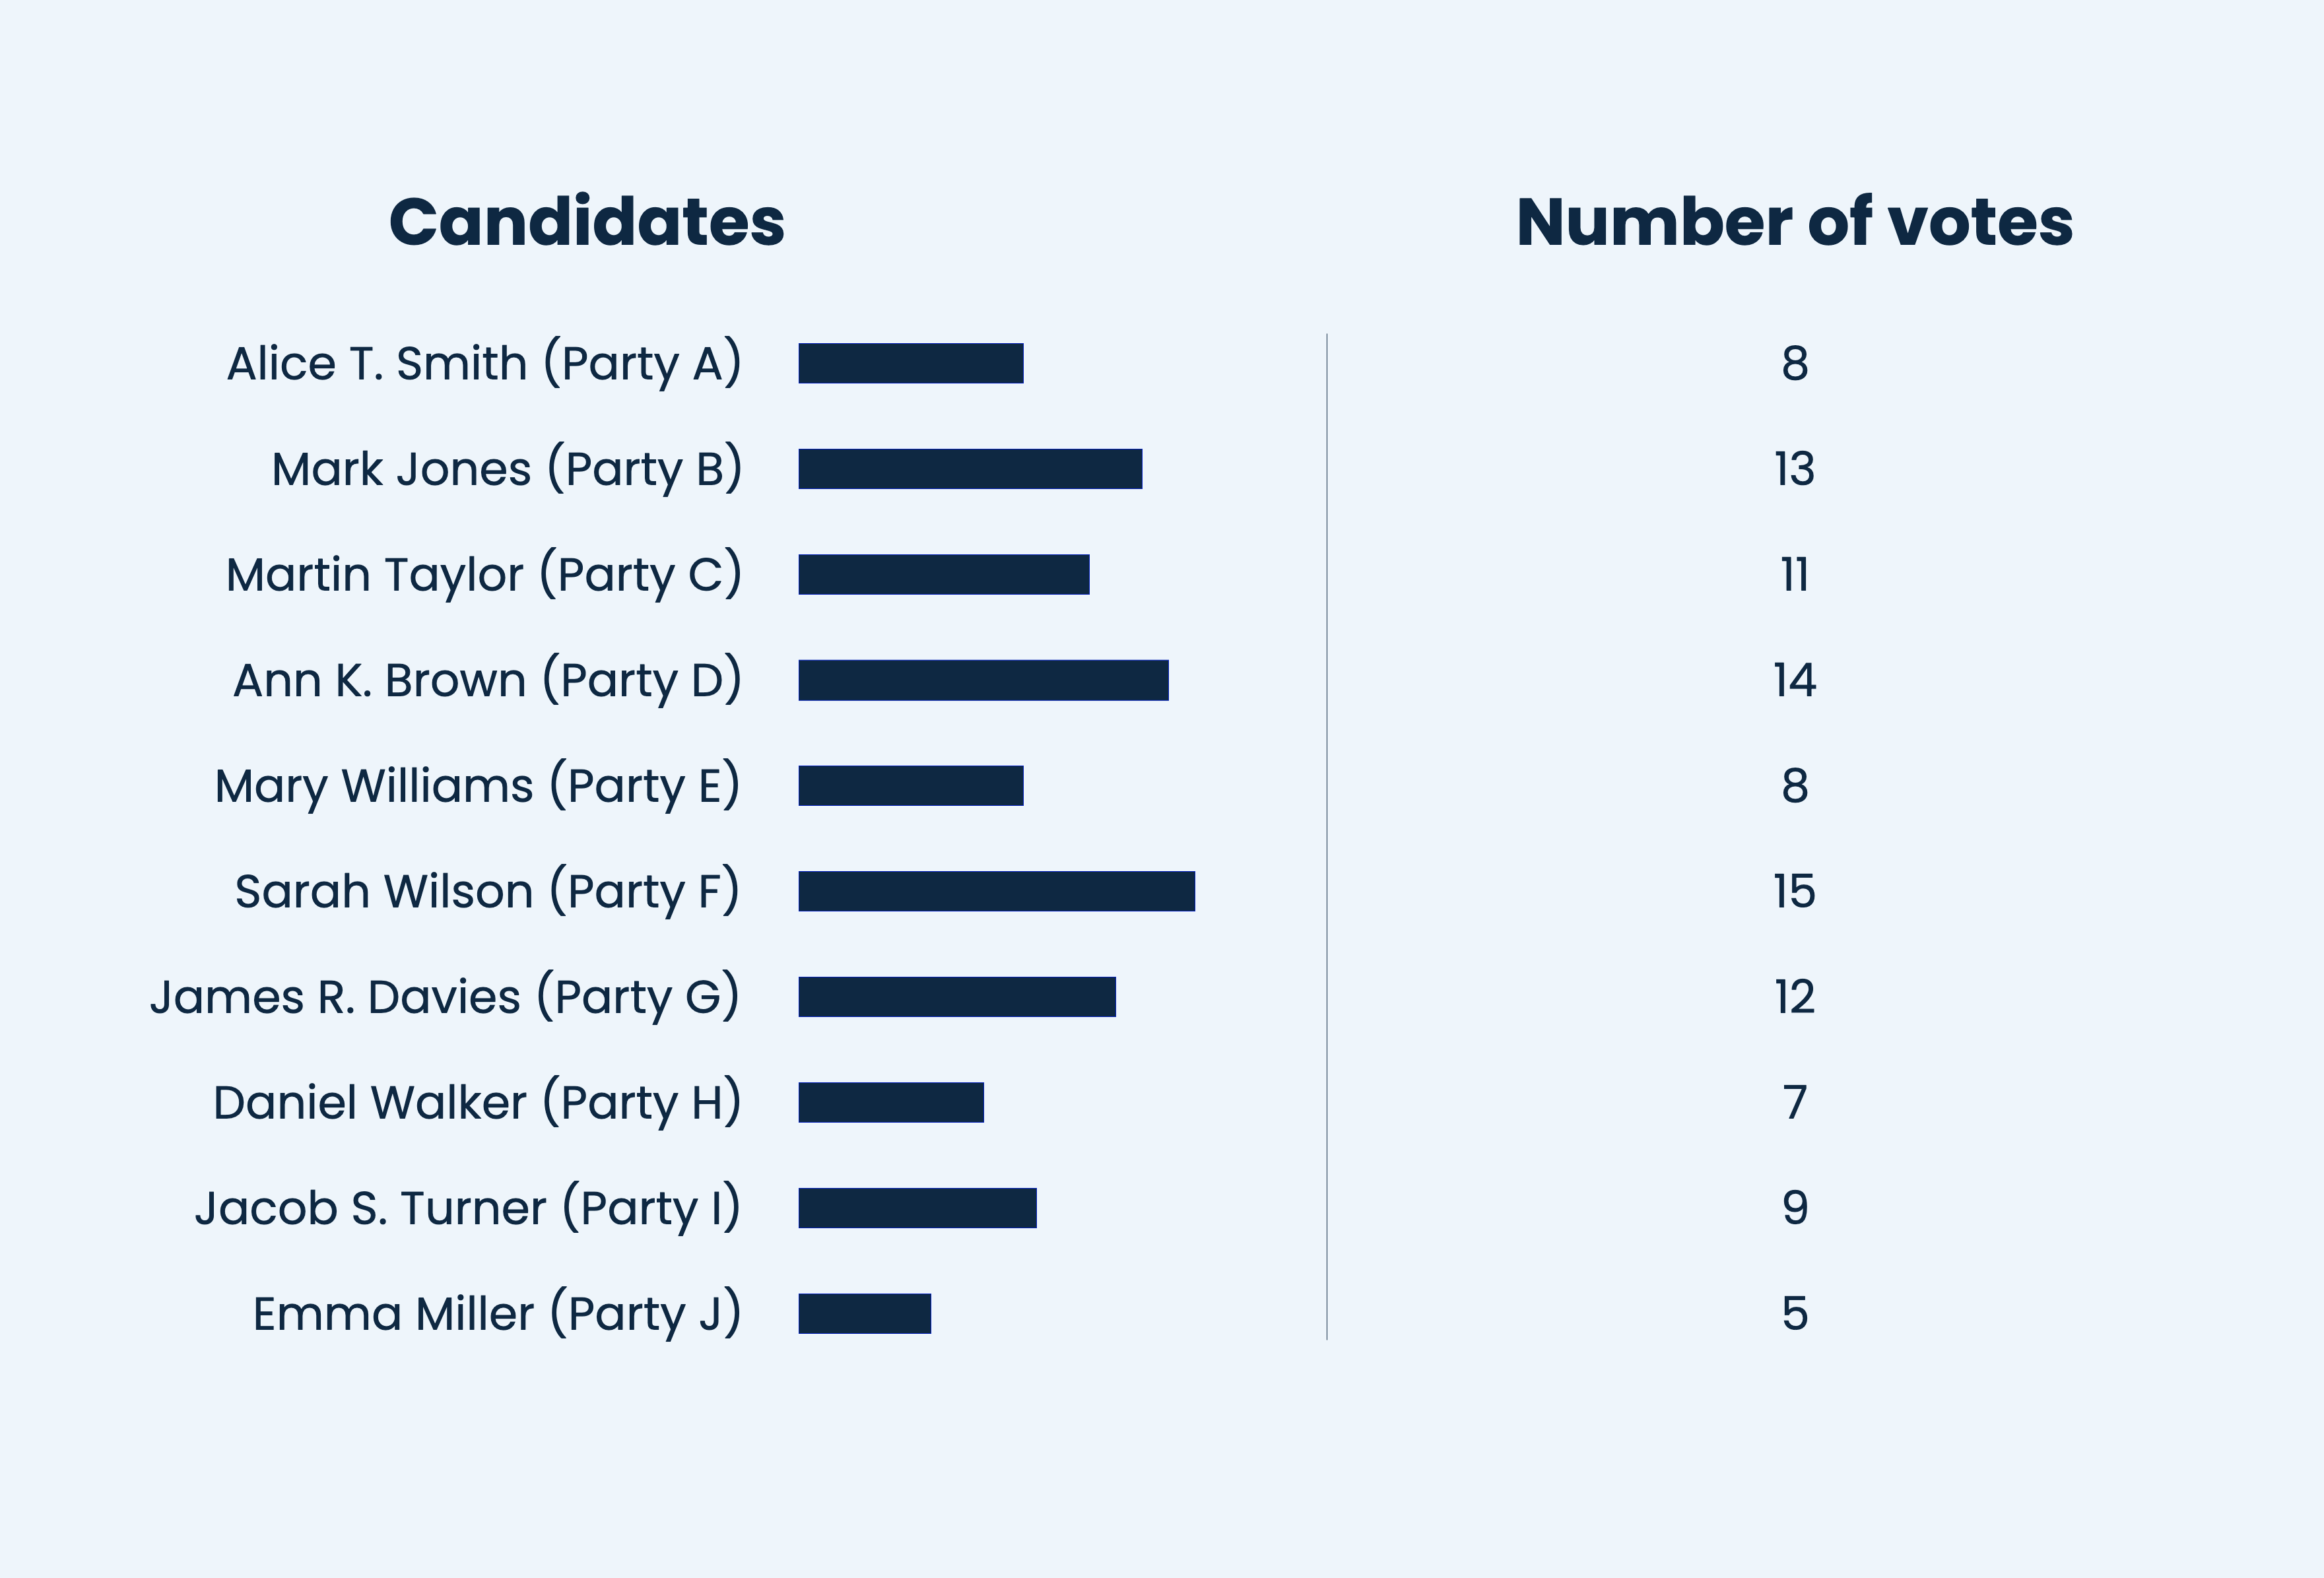 Candidates Number of votes
Alice T. Smith (Party A) 8
Mark Jones (Party B) 13
Martin Taylor (Party C) 11
Ann K. Brown (Party D) 14
Mary Williams (Party E) 8
Sarah Wilson (Party F) 15
James R. Davies (Party G) 12
Daniel Walker (Party H) 7
Jacob S. Turner (Party I) 9
Emma Miller (Party J) 5